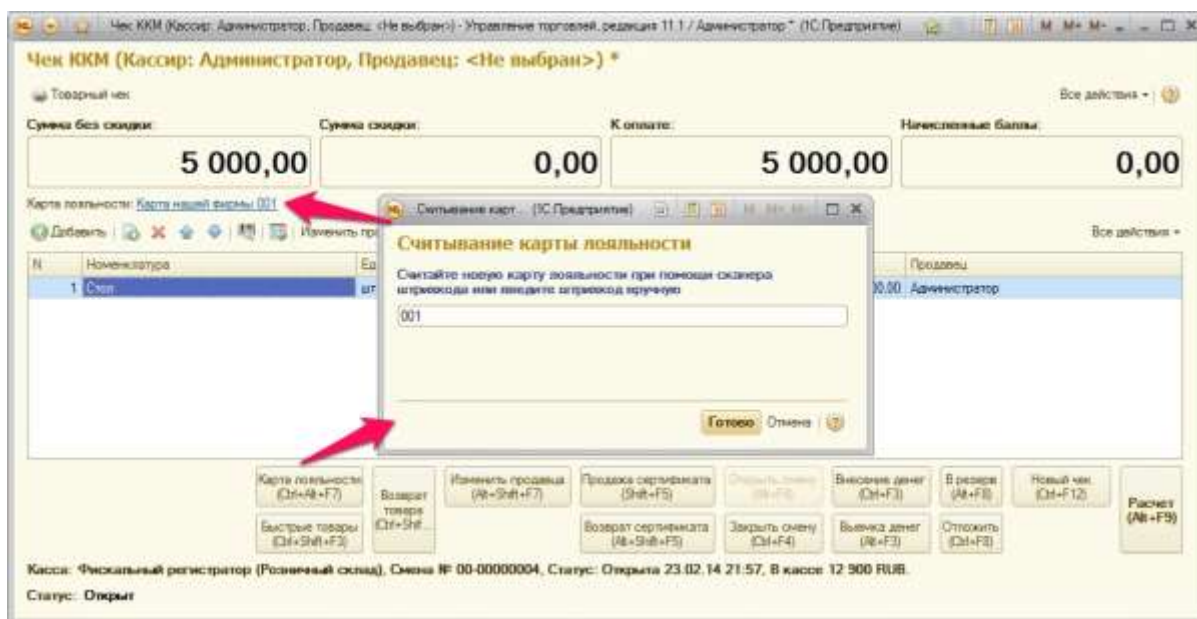 Чек ККМ (Кассир: Администратор, Продавец: <Не выбран>) - Управление торговлей, редакция 11.1 / Администратор * (1С:Предприятие)
M M+ M-
Чек ККМ (Кассир: Администратор, Продавец: <Не выбран>) *
Товарный чек
Все действия
Сумма без скидки: Сумма скидки: К оплате: Начисленные баллы:
5 000,00 0,00 5 000,00 0,00
Карта лояльности: Карта нашей фирмы 001
Считывание карт... (1С:Предприятие)
Добавить Изменить пр
Все действия
Считывание карты лояльности
N Номенклатура Ед Продавец
Считайте новую карту лояльности при помощи сканера
штрихкода или введите штрихкод вручную
1 Стол шт 00,00 Администратор
001
Готово Отмена
Карта лояльности (Ctrl+Alt+F7)
Возврат товара (Ctrl+Shif...
Изменить продавца (Alt+Shift+F7)
Продажа сертификата (Shift+F5)
Открыть смену (Alt+F4)
Внесение денег (Ctrl+F3)
В резерв (Alt+F8)
Новый чек (Ctrl+F12)
Расчет (Alt+F9)
Быстрые товары (Ctrl+Shift+F3)
Возврат сертификата (Alt+Shift+F5)
Закрыть смену (Ctrl+F4)
Выемка денег (Alt+F3)
Отложить (Ctrl+F8)
Касса: Фискальный регистратор (Розничный склад), Смена № 00-00000004, Статус: Открыта 23.02.14 21:57, В кассе 12 900 RUB.
Статус: Открыт